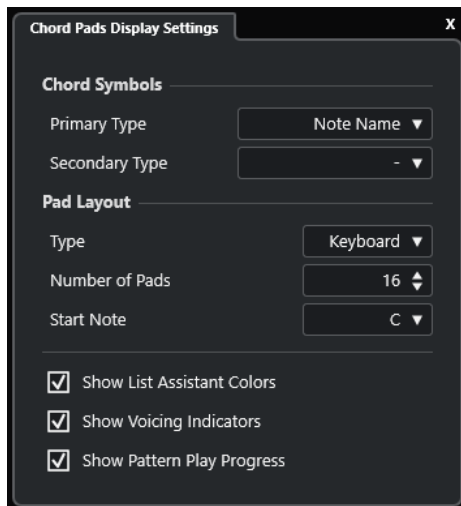 Chord Pads Display Settings X
Chord Symbols
Primary Type Note Name
Secondary Type -
Pad Layout
Type Keyboard
Number of Pads 16
Start Note C
Show List Assistant Colors
Show Voicing Indicators
Show Pattern Play Progress